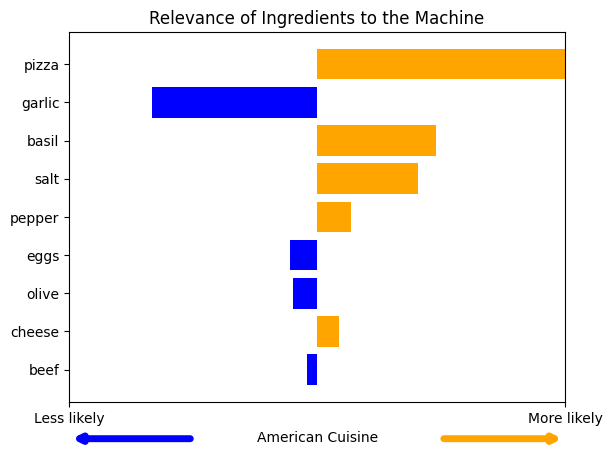 Relevance of Ingredients to the Machine
pizza
garlic
basil
salt
pepper
eggs
olive
cheese
beef
Less likely
More likely
American Cuisine